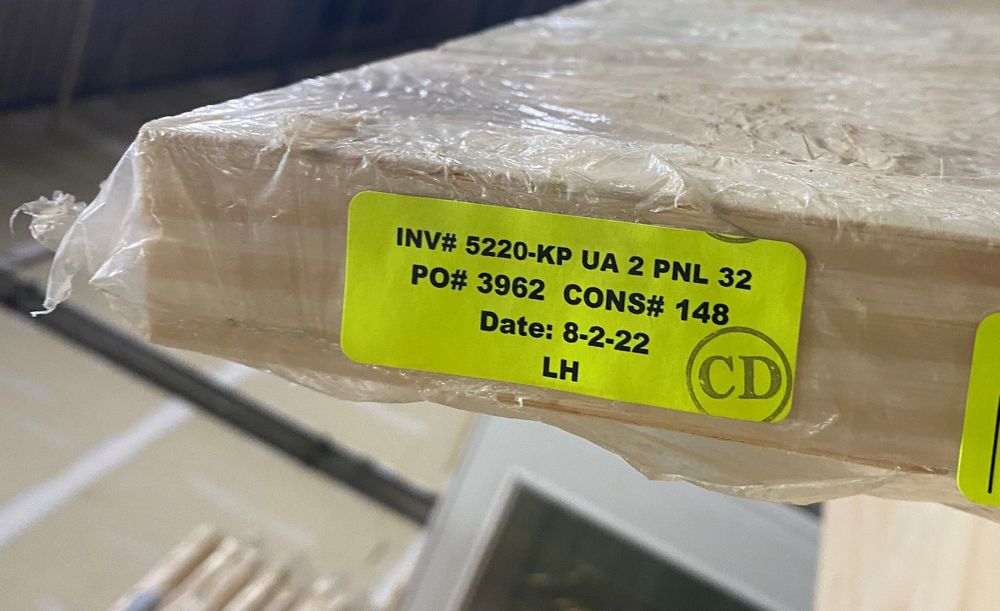 INV# 5220-KP UA 2 PNL 32
PO# 3962 CONS# 148
Date: 8-2-22
LH
CD